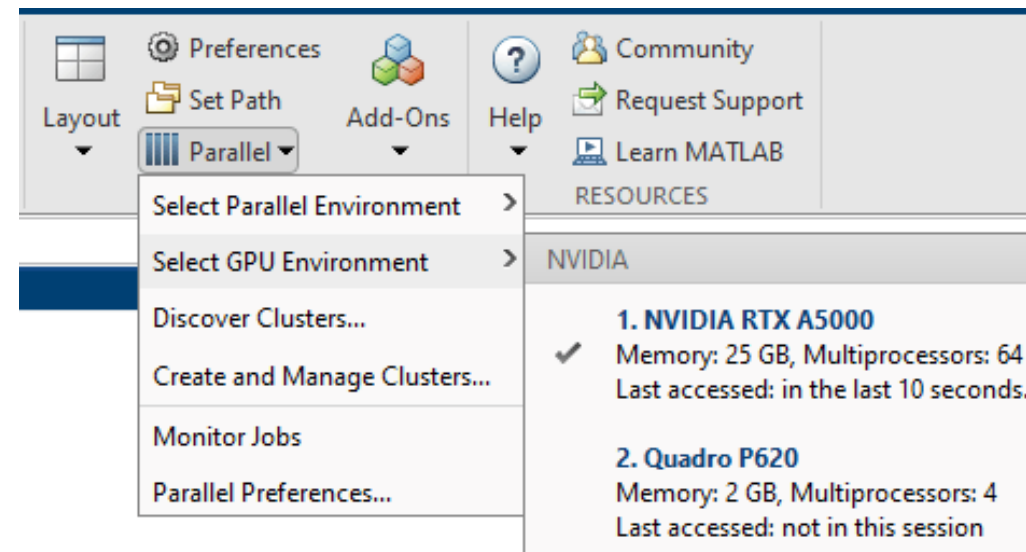 Preferences
Set Path
Parallel
Layout
Add-Ons
Help
Community
Request Support
Learn MATLAB
RESOURCES
Select Parallel Environment
Select GPU Environment
Discover Clusters...
Create and Manage Clusters...
Monitor Jobs
Parallel Preferences...
NVIDIA
1. NVIDIA RTX A5000
Memory: 25 GB, Multiprocessors: 64
Last accessed: in the last 10 seconds.
2. Quadro P620
Memory: 2 GB, Multiprocessors: 4
Last accessed: not in this session